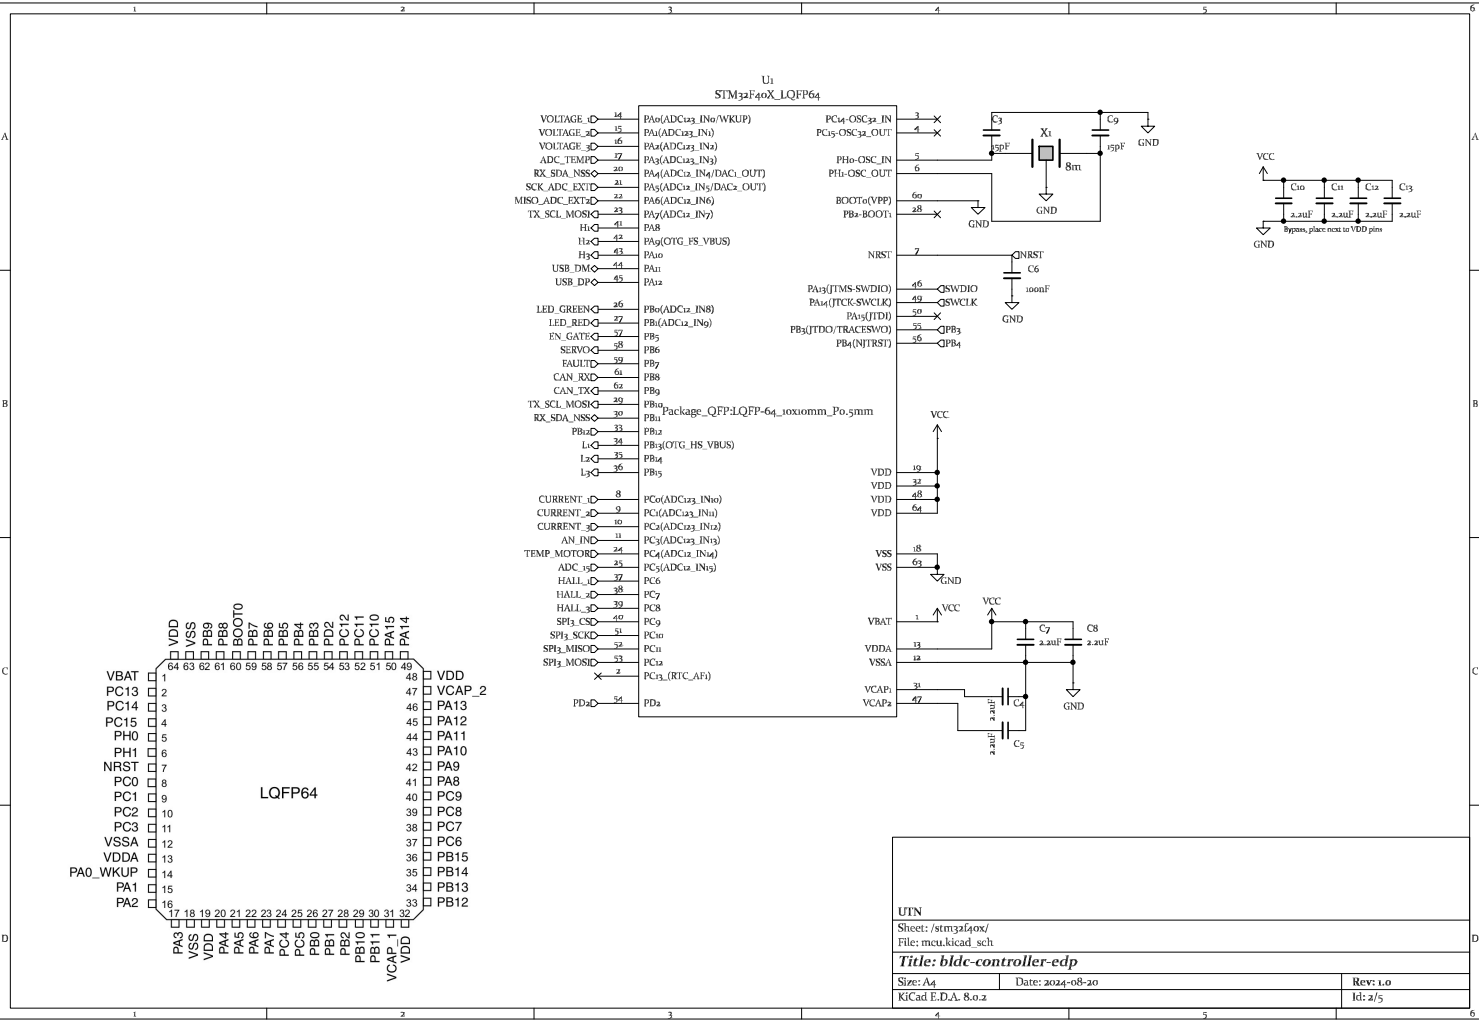 1 2 3 4 5 6
A A
B B
C C
D D
1 2 3 4 5 6
U1
STM32F40X_LQFP64
Package_QFP:LQFP-64_10x10mm_P0.5mm
VOLTAGE_1 14 PA0(ADC123_IN0/WKUP)
VOLTAGE_2 15 PA1(ADC123_IN1)
VOLTAGE_3 16 PA2(ADC123_IN2)
ADC_TEMP 17 PA3(ADC123_IN3)
RX_SDA_NSS 20 PA4(ADC12_IN4/DAC1_OUT)
SCK_ADC_EXT 21 PA5(ADC12_IN5/DAC2_OUT)
MISO_ADC_EXT2 22 PA6(ADC12_IN6)
TX_SCL_MOSI 23 PA7(ADC12_IN7)
H1 41 PA8
H2 42 PA9(OTG_FS_VBUS)
H3 43 PA10
USB_DM 44 PA11
USB_DP 45 PA12
LED_GREEN 26 PB0(ADC12_IN8)
LED_RED 27 PB1(ADC12_IN9)
EN_GATE 57 PB5
SERVO 58 PB6
FAULT 59 PB7
CAN_RX 61 PB8
CAN_TX 62 PB9
TX_SCL_MOSI 29 PB10
RX_SDA_NSS 30 PB11
PB12 33 PB12
L1 34 PB13(OTG_HS_VBUS)
L2 35 PB14
L3 36 PB15
CURRENT_1 8 PC0(ADC123_IN10)
CURRENT_2 9 PC1(ADC123_IN11)
CURRENT_3 10 PC2(ADC123_IN12)
AN_IN 11 PC3(ADC123_IN13)
TEMP_MOTOR 24 PC4(ADC12_IN14)
ADC_15 25 PC5(ADC12_IN15)
HALL_1 37 PC6
HALL_2 38 PC7
HALL_3 39 PC8
SPI3_CS 40 PC9
SPI3_SCK 51 PC10
SPI3_MISO 52 PC11
SPI3_MOSI 53 PC12
2 PC13_(RTC_AF1)
PD2 54 PD2
PC14-OSC32_IN 3
PC15-OSC32_OUT 4
PH0-OSC_IN 5
PH1-OSC_OUT 6
BOOT0(VPP) 60
PB2-BOOT1 28
GND
NRST 7 NRST
C6
100nF
GND
PA13(JTMS-SWDIO) 46 SWDIO
PA14(JTCK-SWCLK) 49 SWCLK
PA15(JTDI) 50
PB3(JTDO/TRACESWO) 55 PB3
PB4(NJTRST) 56 PB4
VCC
VDD 19
VDD 32
VDD 48
VDD 64
VSS 18
VSS 63
GND
VBAT 1 VCC
VDDA 13
VSSA 12
VCAP1 31
VCAP2 47
VCC
C7
2.2uF
C8
2.2uF
GND
C4
2.2uF
C5
2.2uF
C3
15pF
X1
8m
C9
15pF
GND
GND
VCC
C10 C11 C12 C13
2.2uF 2.2uF 2.2uF 2.2uF
Bypass, place next to VDD pins
GND
VDD VSS PB9 PB8 BOOT0 PB7 PB6 PB5 PB4 PB3 PD2 PC12 PC11 PC10 PA15 PA14
64 63 62 61 60 59 58 57 56 55 54 53 52 51 50 49
VBAT 1 48 VDD
PC13 2 47 VCAP_2
PC14 3 46 PA13
PC15 4 45 PA12
PH0 5 44 PA11
PH1 6 43 PA10
NRST 7 42 PA9
PC0 8 41 PA8
PC1 9 LQFP64 40 PC9
PC2 10 39 PC8
PC3 11 38 PC7
VSSA 12 37 PC6
VDDA 13 36 PB15
PA0_WKUP 14 35 PB14
PA1 15 34 PB13
PA2 16 33 PB12
17 18 19 20 21 22 23 24 25 26 27 28 29 30 31 32
PA3 VSS VDD PA4 PA5 PA6 PA7 PC4 PC5 PB0 PB1 PB2 PB10 PB11 VCAP_1 VDD
UTN
Sheet: /stm32f40x/
File: mcu.kicad_sch
Title: bldc-controller-edp
Size: A4 Date: 2024-08-20 Rev: 1.0
KiCad E.D.A. 8.0.2 Id: 2/5